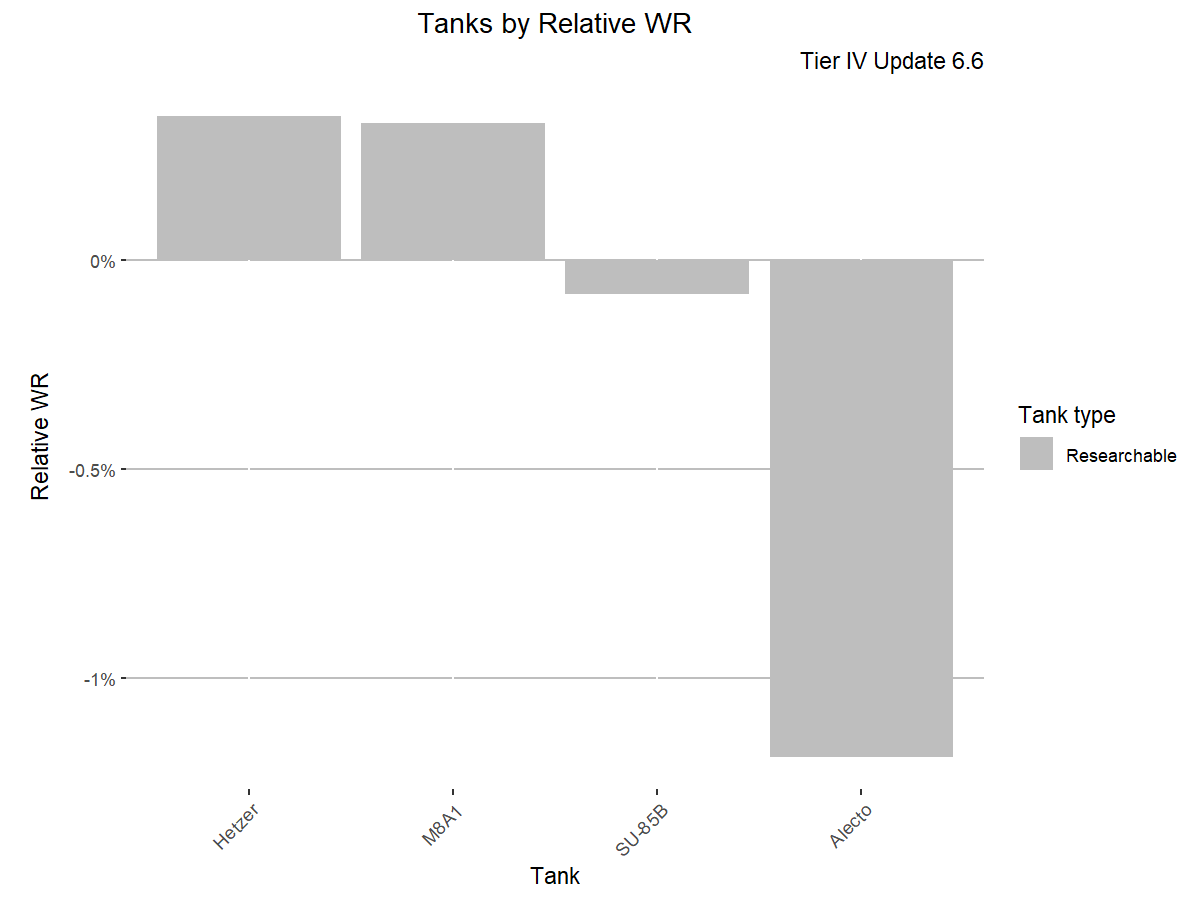 Tanks by Relative WR
Tier IV Update 6.6
0%
-0.5%
-1%
Relative WR
Hetzer
M8A1
SU-85B
Alecto
Tank
Tank type
Researchable